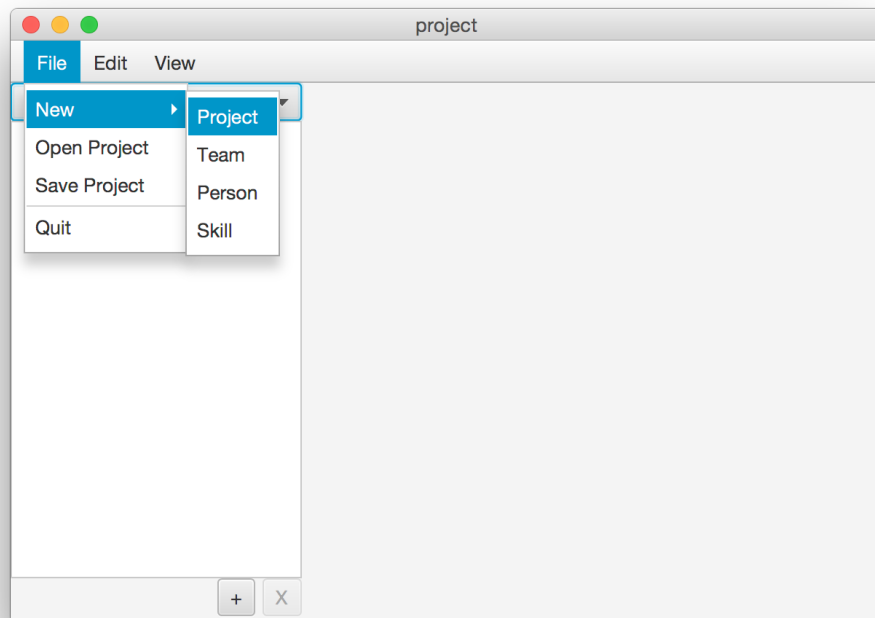 project
File Edit View
New
Open Project
Save Project
Quit
Project
Team
Person
Skill
+ X